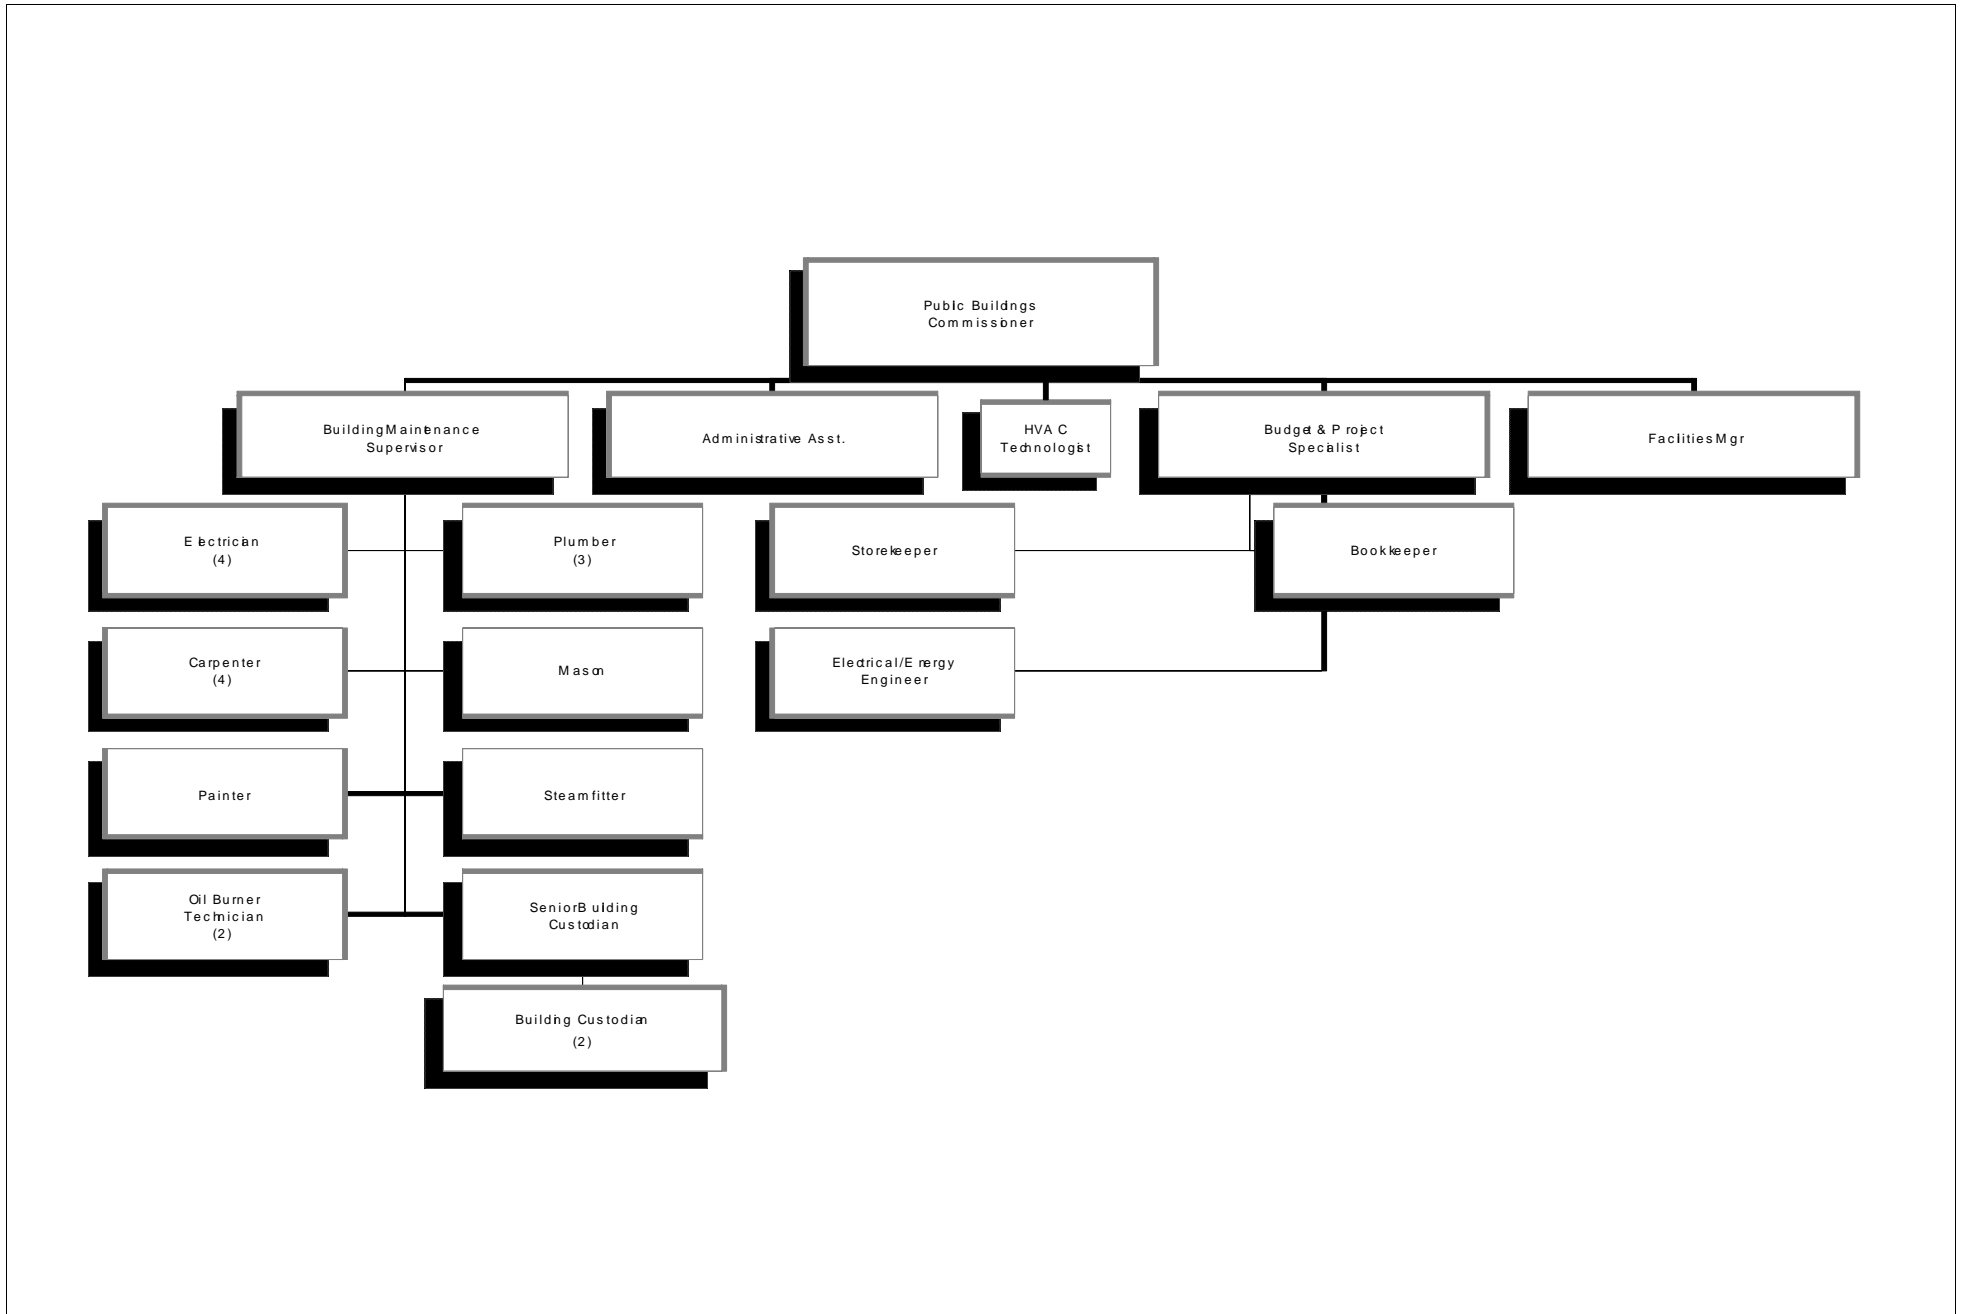 Public Buildings
Commissioner
Building Maintenance
Supervisor
Administrative Asst.
HVAC
Technologist
Budget & Project
Specialist
Facilities Mgr
Electrician
(4)
Plumber
(3)
Storekeeper
Bookkeeper
Carpenter
(4)
Mason
Electrical/Energy
Engineer
Painter
Steamfitter
Oil Burner
Technician
(2)
Senior Building
Custodian
Building Custodian
(2)